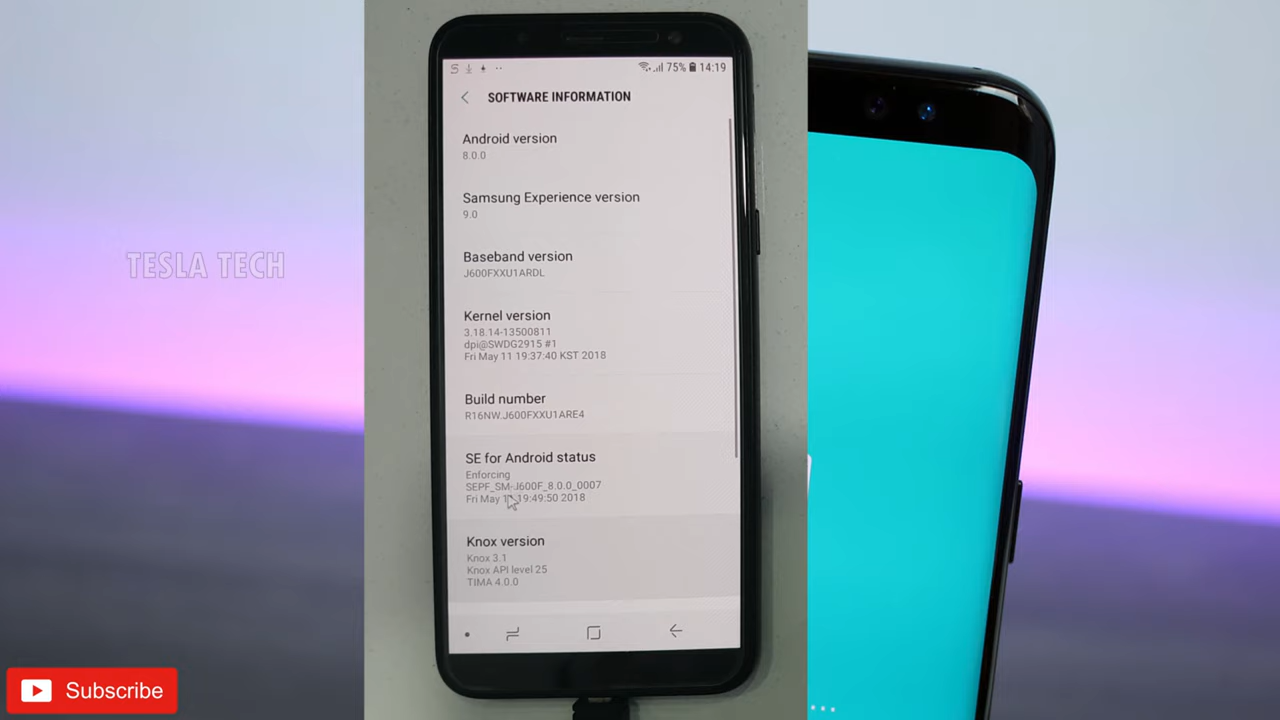 TESLA TECH
75% 14:19
SOFTWARE INFORMATION
Android version
8.0.0
Samsung Experience version
9.0
Baseband version
J600FXXU1ARDL
Kernel version
3.18.14-13500811
dpi@SWDG2915 #1
Fri May 11 19:37:40 KST 2018
Build number
R16NW.J600FXXU1ARE4
SE for Android status
Enforcing
SEPF_SM-J600F_8.0.0_0007
Fri May 19:49:50 2018
Knox version
Knox 3.1
Knox API level 25
TIMA 4.0.0
Subscribe